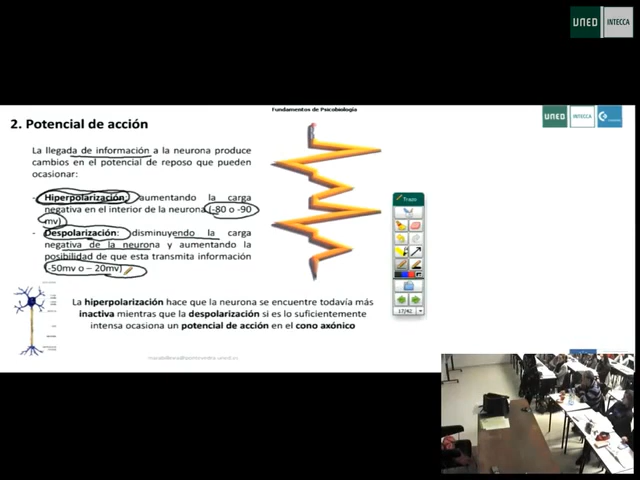 UNED INTECCA
Fundamentos de Psicobiología
UNED INTECCA
2. Potencial de acción
La llegada de información a la neurona produce
cambios en el potencial de reposo que pueden
ocasionar:
- Hiperpolarización: aumentando la carga
negativa en el interior de la neurona (-80 o -90
mv)
- Despolarización: disminuyendo la carga
negativa de la neurona y aumentando la
posibilidad de que esta transmita información
(-50mv o – 20mv)
Trazo
17/42
La hiperpolarización hace que la neurona se encuentre todavía más
inactiva mientras que la despolarización si es lo suficientemente
intensa ocasiona un potencial de acción en el cono axónico